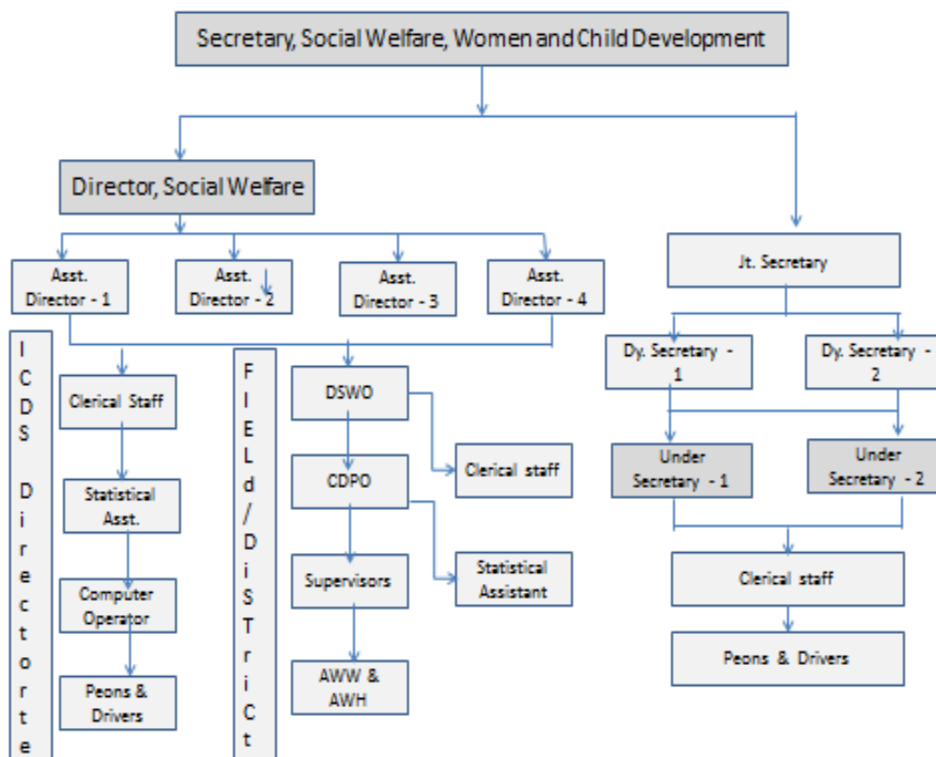 Secretary, Social Welfare, Women and Child Development
Director, Social Welfare
Asst.
Director - 1
Asst.
Director - 2
Asst.
Director - 3
Asst.
Director - 4
Jt. Secretary
Dy. Secretary -
1
Dy. Secretary -
2
Under
Secretary - 1
Under
Secretary - 2
Clerical staff
Peons & Drivers
I
C
D
S
D
i
r
e
c
t
o
r
t
e
Clerical Staff
Statistical
Asst.
Computer
Operator
Peons &
Drivers
F
I
E
L
d
/
D
i
S
T
r
i
C
t
DSWO
CDPO
Supervisors
AWW &
AWH
Clerical staff
Statistical
Assistant